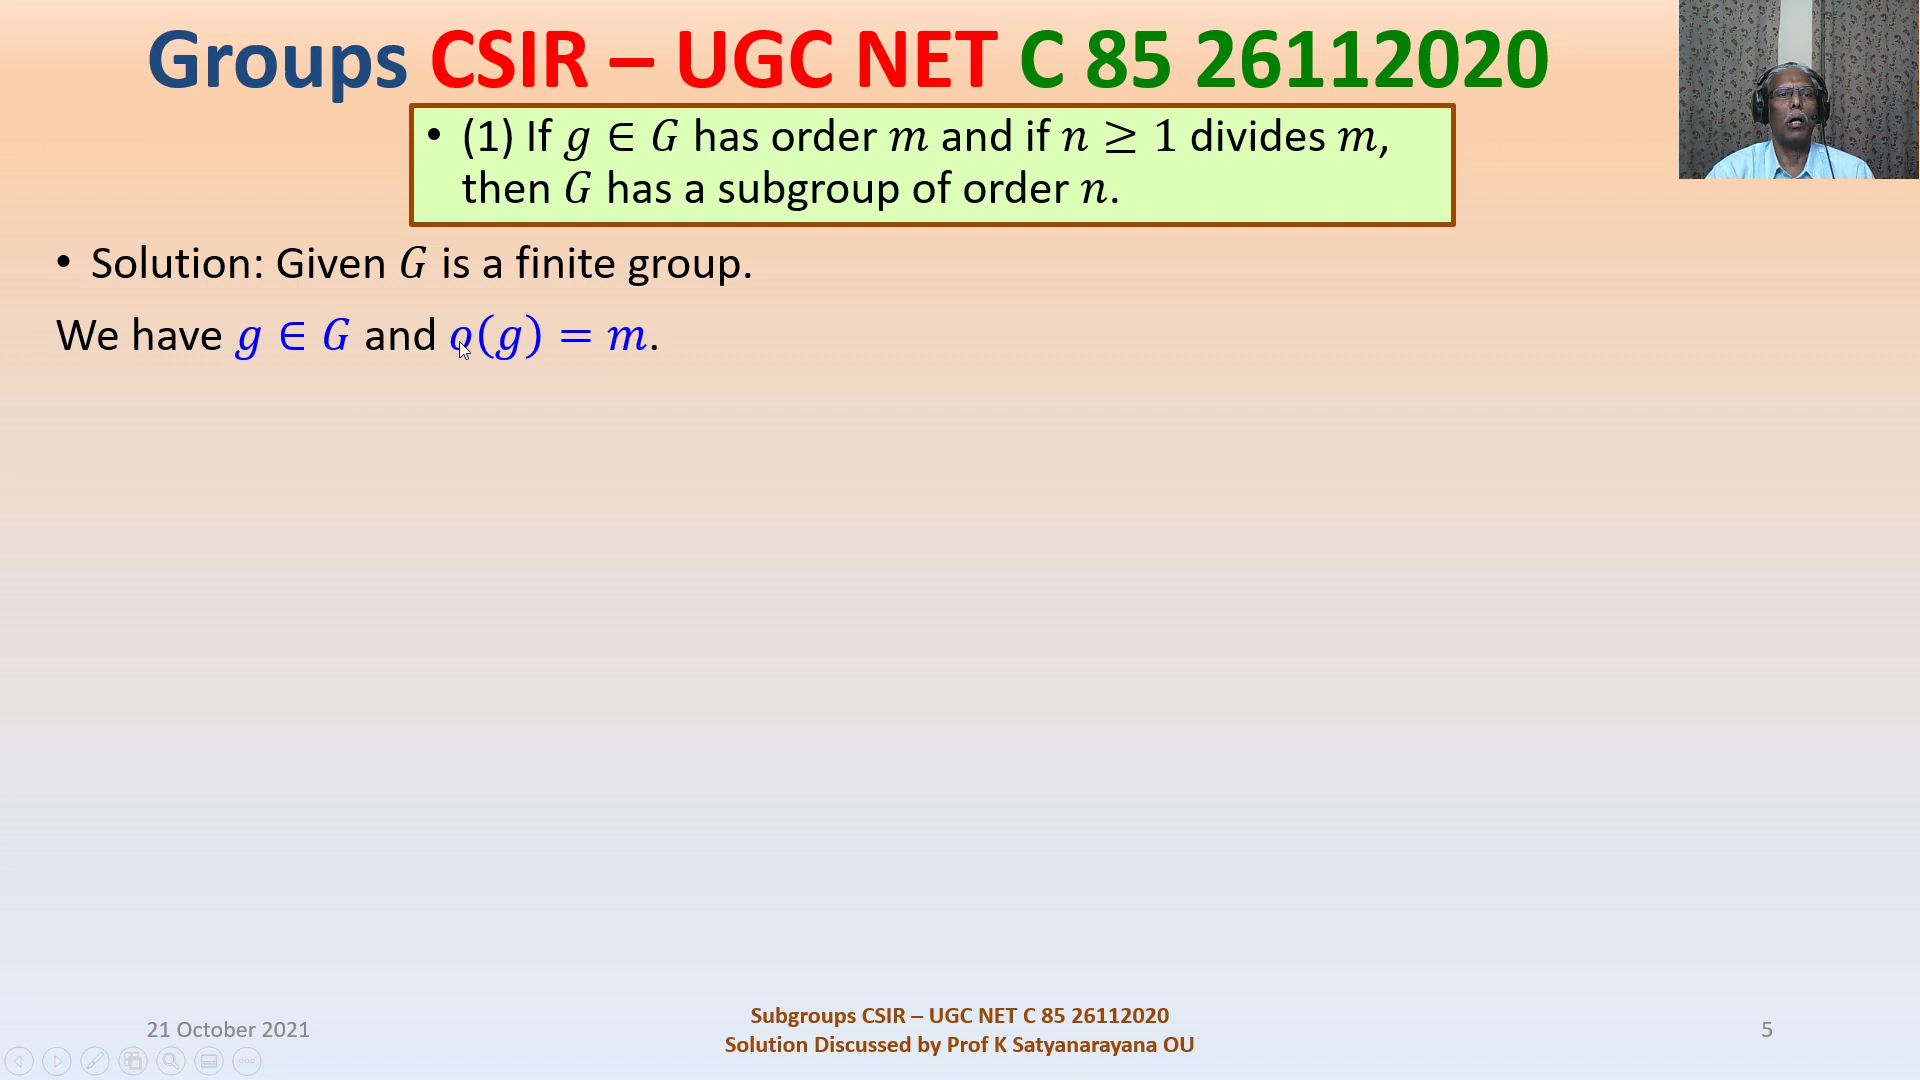 Groups CSIR – UGC NET C 85 26112020
• (1) If g ∈ G has order m and if n ≥ 1 divides m,
then G has a subgroup of order n.
• Solution: Given G is a finite group.
We have g ∈ G and o(g) = m.
21 October 2021
Subgroups CSIR – UGC NET C 85 26112020
Solution Discussed by Prof K Satyanarayana OU
5